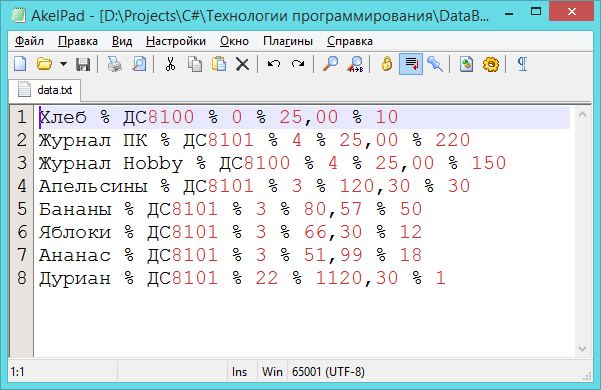 AkelPad - [D:\Projects\C#\Технологии программирования\DataB...
Файл Правка Вид Настройки Окно Плагины Справка
data.txt
1 Хлеб % ДС8100 % 0 % 25,00 % 10
2 Журнал ПК % ДС8101 % 4 % 25,00 % 220
3 Журнал Hobby % ДС8100 % 4 % 25,00 % 150
4 Апельсины % ДС8101 % 3 % 120,30 % 30
5 Бананы % ДС8101 % 3 % 80,57 % 50
6 Яблоки % ДС8101 % 3 % 66,30 % 12
7 Ананас % ДС8101 % 3 % 51,99 % 18
8 Дуриан % ДС8101 % 22 % 1120,30 % 1
1:1 Ins Win 65001 (UTF-8)